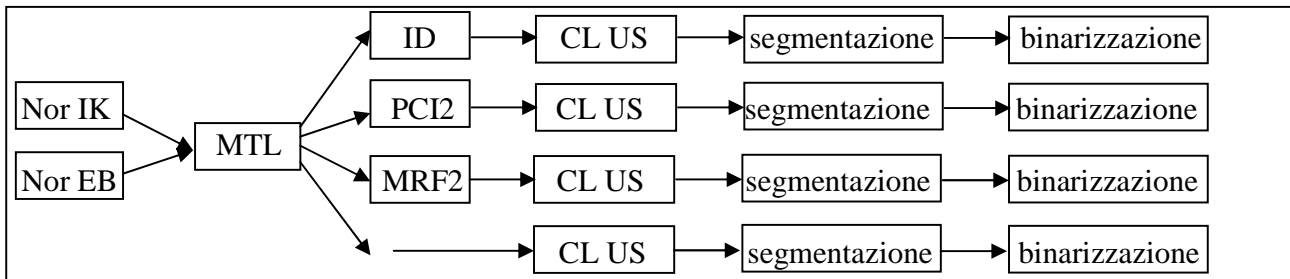 ID CL US segmentazione binarizzazione
Nor IK
PCI2 CL US segmentazione binarizzazione
MTL
Nor EB
MRF2 CL US segmentazione binarizzazione
CL US segmentazione binarizzazione